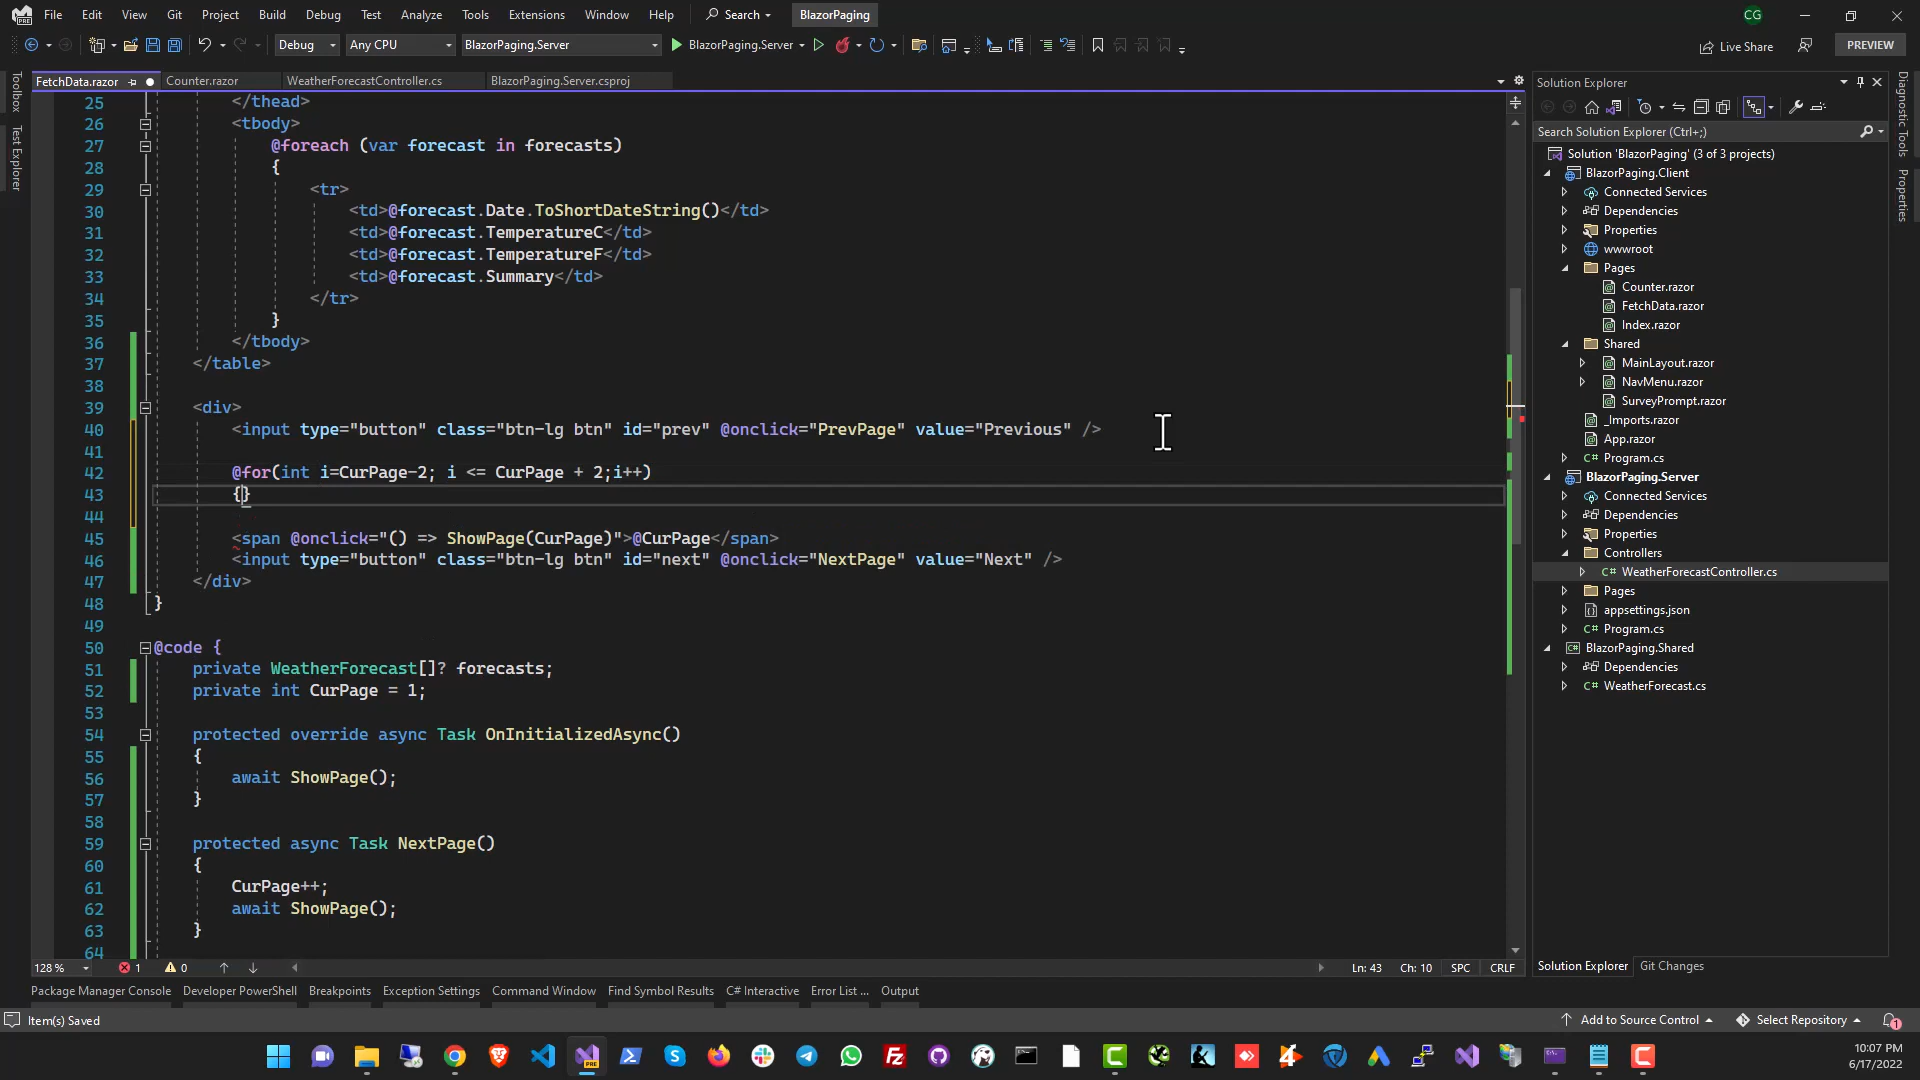 File Edit View Git Project Build Debug Test Analyze Tools Extensions Window Help Search BlazorPaging CG
Debug Any CPU BlazorPaging.Server BlazorPaging.Server Live Share PREVIEW
FetchData.razor Counter.razor WeatherForecastController.cs BlazorPaging.Server.csproj
Toolbox
Test Explorer
25 </thead>
26 <tbody>
27 @foreach (var forecast in forecasts)
28 {
29 <tr>
30 <td>@forecast.Date.ToShortDateString()</td>
31 <td>@forecast.TemperatureC</td>
32 <td>@forecast.TemperatureF</td>
33 <td>@forecast.Summary</td>
34 </tr>
35 }
36 </tbody>
37 </table>
38
39 <div>
40 <input type="button" class="btn-lg btn" id="prev" @onclick="PrevPage" value="Previous" />
41
42 @for(int i=CurPage-2; i <= CurPage + 2;i++)
43 {}
44
45 <span @onclick="() => ShowPage(CurPage)">@CurPage</span>
46 <input type="button" class="btn-lg btn" id="next" @onclick="NextPage" value="Next" />
47 </div>
48 }
49
50 @code {
51 private WeatherForecast[]? forecasts;
52 private int CurPage = 1;
53
54 protected override async Task OnInitializedAsync()
55 {
56 await ShowPage();
57 }
58
59 protected async Task NextPage()
60 {
61 CurPage++;
62 await ShowPage();
63 }
64
Solution Explorer
Search Solution Explorer (Ctrl+;)
Solution 'BlazorPaging' (3 of 3 projects)
BlazorPaging.Client
Connected Services
Dependencies
Properties
wwwroot
Pages
Counter.razor
FetchData.razor
Index.razor
Shared
MainLayout.razor
NavMenu.razor
SurveyPrompt.razor
_Imports.razor
App.razor
Program.cs
BlazorPaging.Server
Connected Services
Dependencies
Properties
Controllers
WeatherForecastController.cs
Pages
appsettings.json
Program.cs
BlazorPaging.Shared
Dependencies
WeatherForecast.cs
Diagnostic Tools
Properties
128 % 1 0 Ln: 43 Ch: 10 SPC CRLF
Solution Explorer Git Changes
Package Manager Console Developer PowerShell Breakpoints Exception Settings Command Window Find Symbol Results C# Interactive Error List ... Output
Item(s) Saved Add to Source Control Select Repository 1
10:07 PM
6/17/2022